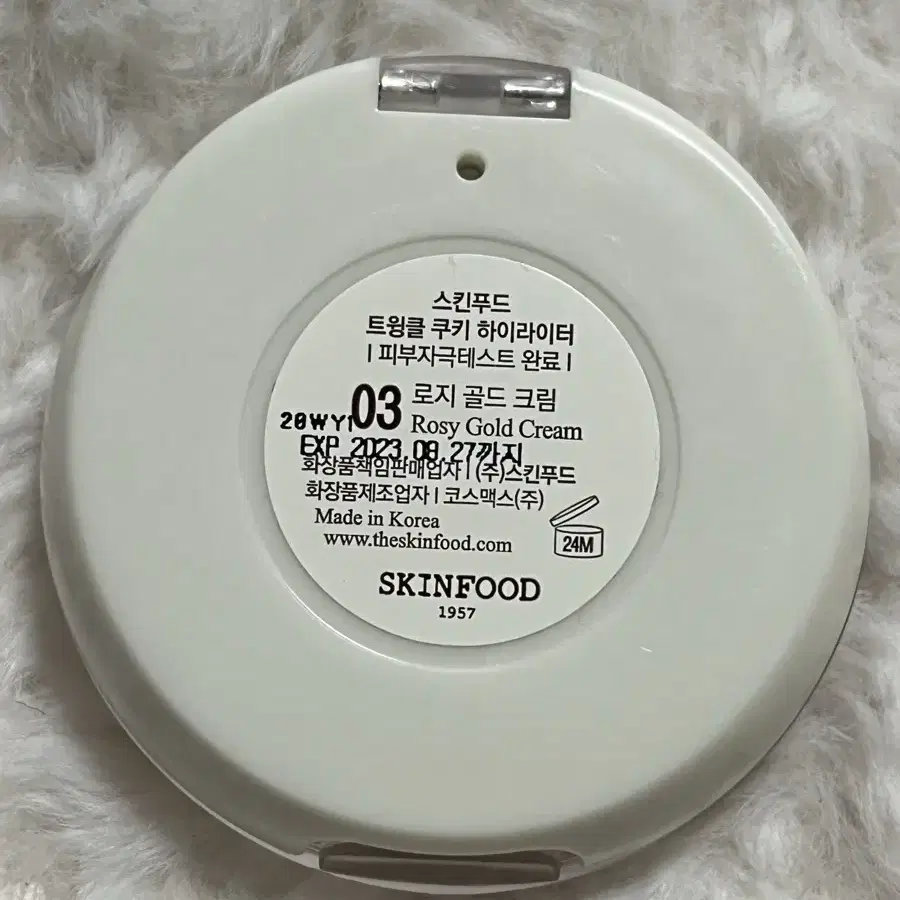 스킨푸드
트윙클 쿠키 하이라이터
| 피부자극테스트 완료 |
03 로지 골드 크림
Rosy Gold Cream
20WY1
EXP 2023.08.27까지
화장품책임판매업자 | (주)스킨푸드
화장품제조업자 | 코스맥스(주)
Made in Korea
www.theskinfood.com
24M
SKINFOOD
1957